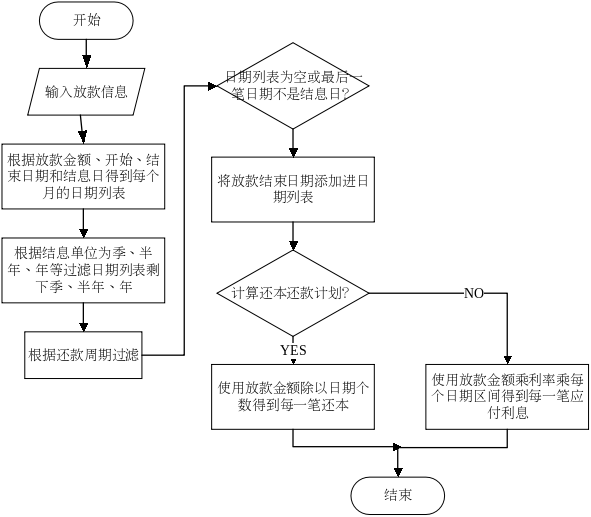 开始
输入放款信息
根据放款金额、开始、结
束日期和结息日得到每个
月的日期列表
根据结息单位为季、半
年、年等过滤日期列表剩
下季、半年、年
根据还款周期过滤
日期列表为空或最后一
笔日期不是结息日?
将放款结束日期添加进日
期列表
计算还本还款计划?
YES
NO
使用放款金额除以日期个
数得到每一笔还本
使用放款金额乘利率乘每
个日期区间得到每一笔应
付利息
结束